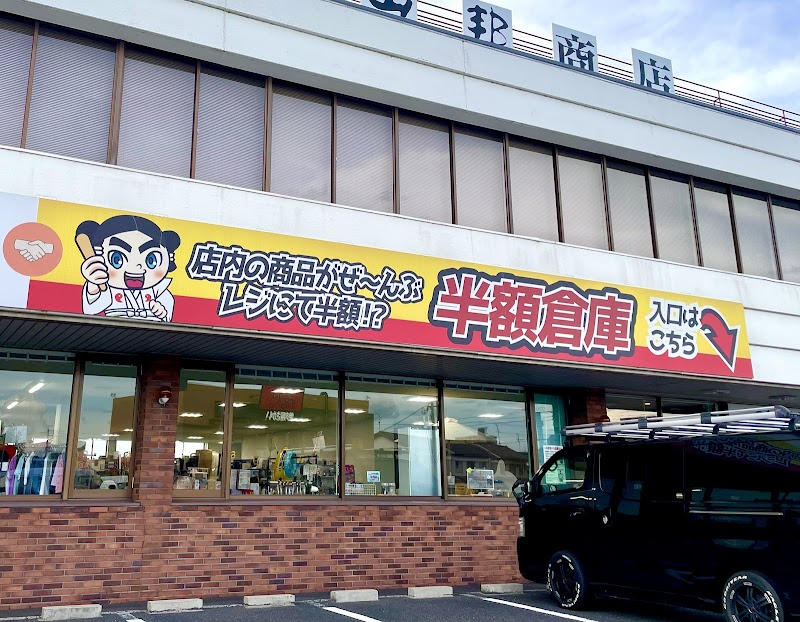 邦商店
店内の商品がぜ〜んぶ
レジにて半額!?
半額倉庫
入口は
こちら